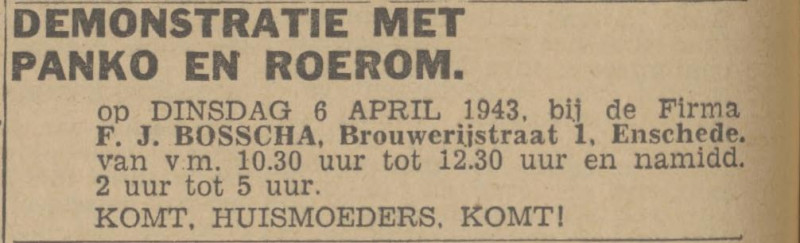 DEMONSTRATIE MET
PANKO EN ROEROM.
op DINSDAG 6 APRIL 1943, bij de Firma
F. J. BOSSCHA, Brouwerijstraat 1, Enschede.
van v.m. 10.30 uur tot 12.30 uur en namidd.
2 uur tot 5 uur.
KOMT, HUISMOEDERS, KOMT!